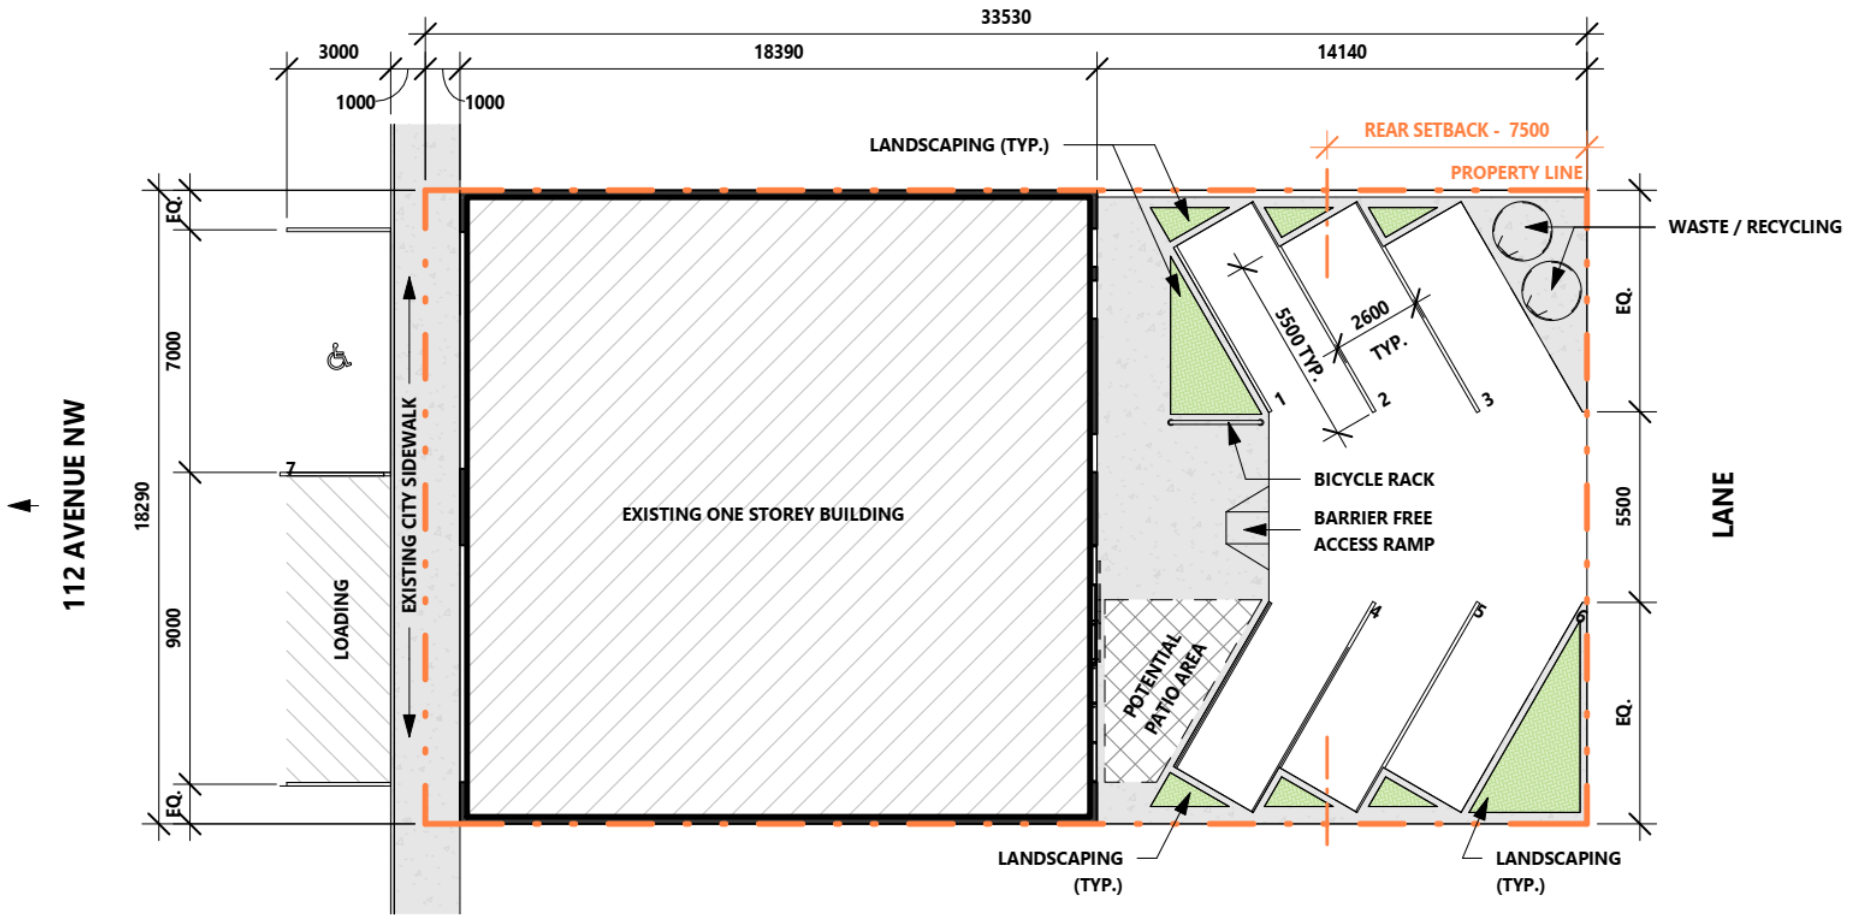 33530
3000
18390
14140
1000
1000
REAR SETBACK - 7500
LANDSCAPING (TYP.)
PROPERTY LINE
EQ.
WASTE / RECYCLING
EQ.
5500 TYP.
2600
TYP.
7000
1
2
3
112 AVENUE NW
7
EXISTING CITY SIDEWALK
BICYCLE RACK
18290
EXISTING ONE STOREY BUILDING
BARRIER FREE
ACCESS RAMP
5500
LANE
LOADING
9000
4
5
6
POTENTIAL
PATIO AREA
EQ.
EQ.
LANDSCAPING
(TYP.)
LANDSCAPING
(TYP.)